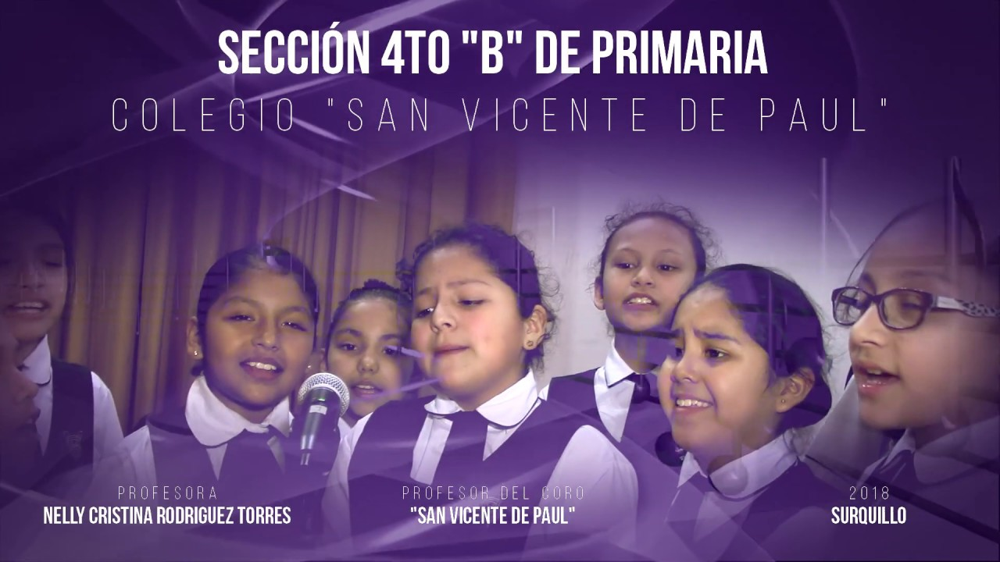 SECCIÓN 4TO "B" DE PRIMARIA
COLEGIO "SAN VICENTE DE PAUL"
PROFESORA
NELLY CRISTINA RODRIGUEZ TORRES
PROFESOR DEL CORO
"SAN VICENTE DE PAUL"
2018
SURQUILLO